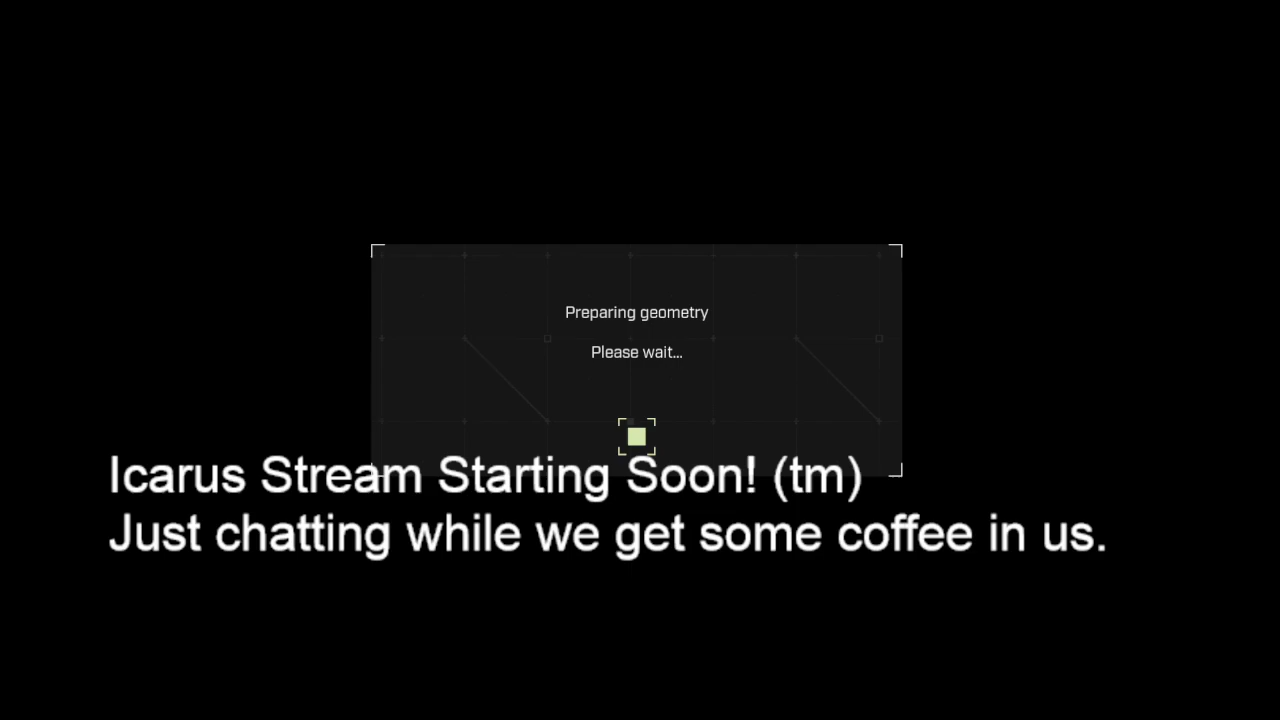 Preparing geometry
Please wait...
Icarus Stream Starting Soon! (tm)
Just chatting while we get some coffee in us.